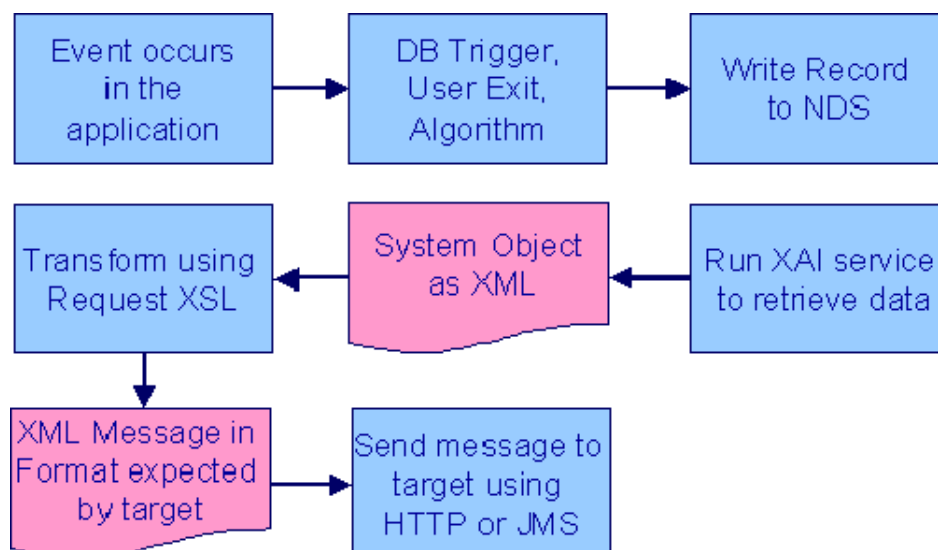 Event occurs
in the
application
DB Trigger,
User Exit,
Algorithm
Write Record
to NDS
Transform using
Request XSL
System Object
as XML
Run XAI service
to retrieve data
XML Message in
Format expected
by target
Send message to
target using
HTTP or JMS